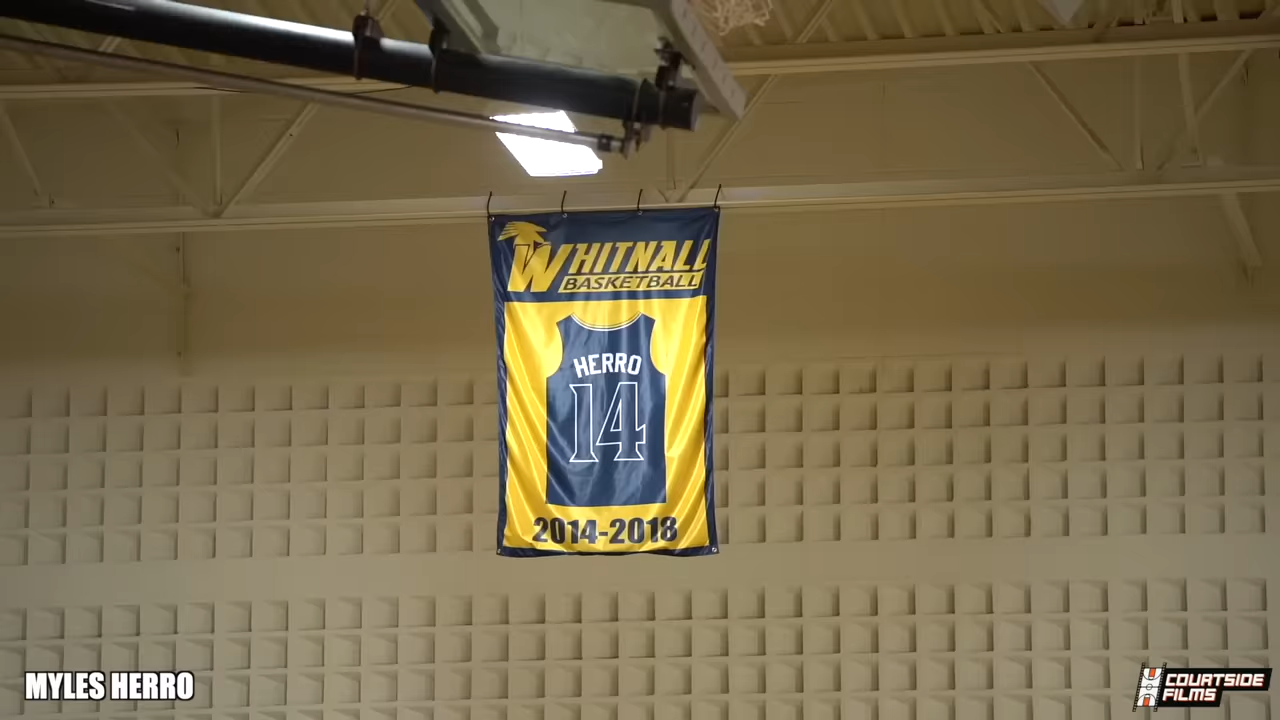 WHITNALL
BASKETBALL
HERRO
14
2014-2018
MYLES HERRO
COURTSIDE
FILMS